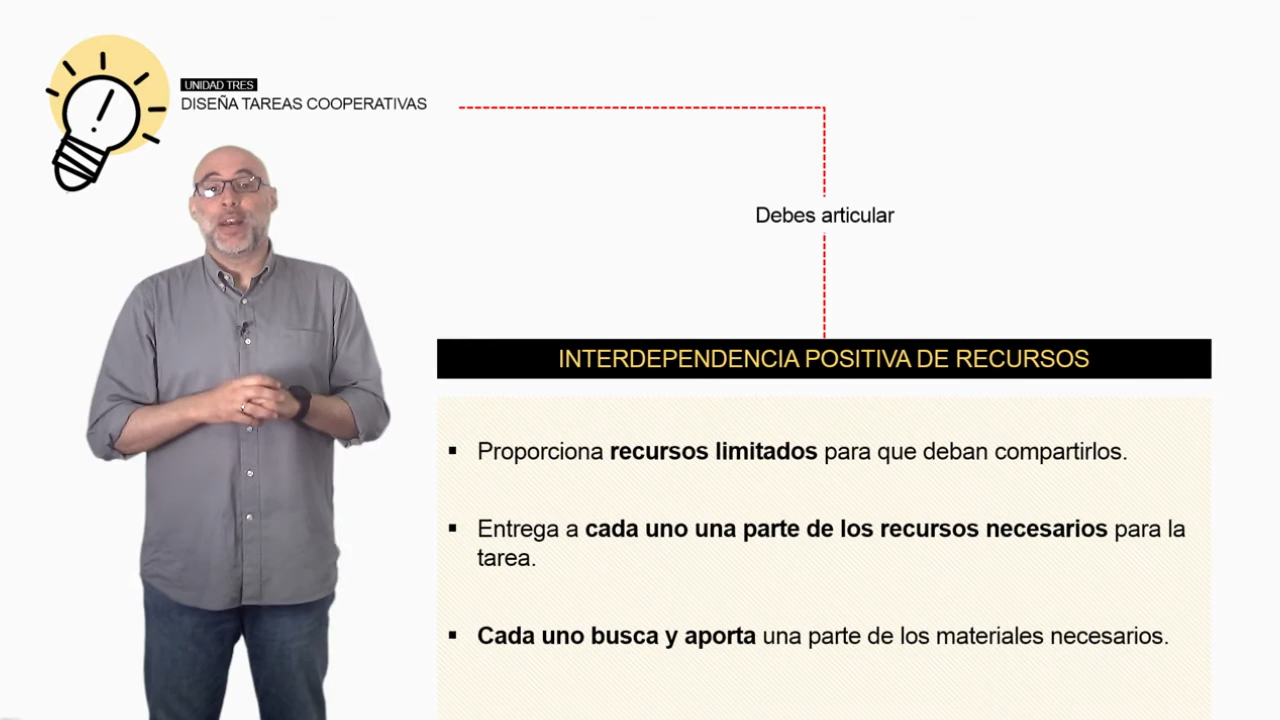 UNIDAD TRES
DISEÑA TAREAS COOPERATIVAS
Debes articular
INTERDEPENDENCIA POSITIVA DE RECURSOS
▪ Proporciona recursos limitados para que deban compartirlos.
▪ Entrega a cada uno una parte de los recursos necesarios para la
tarea.
▪ Cada uno busca y aporta una parte de los materiales necesarios.